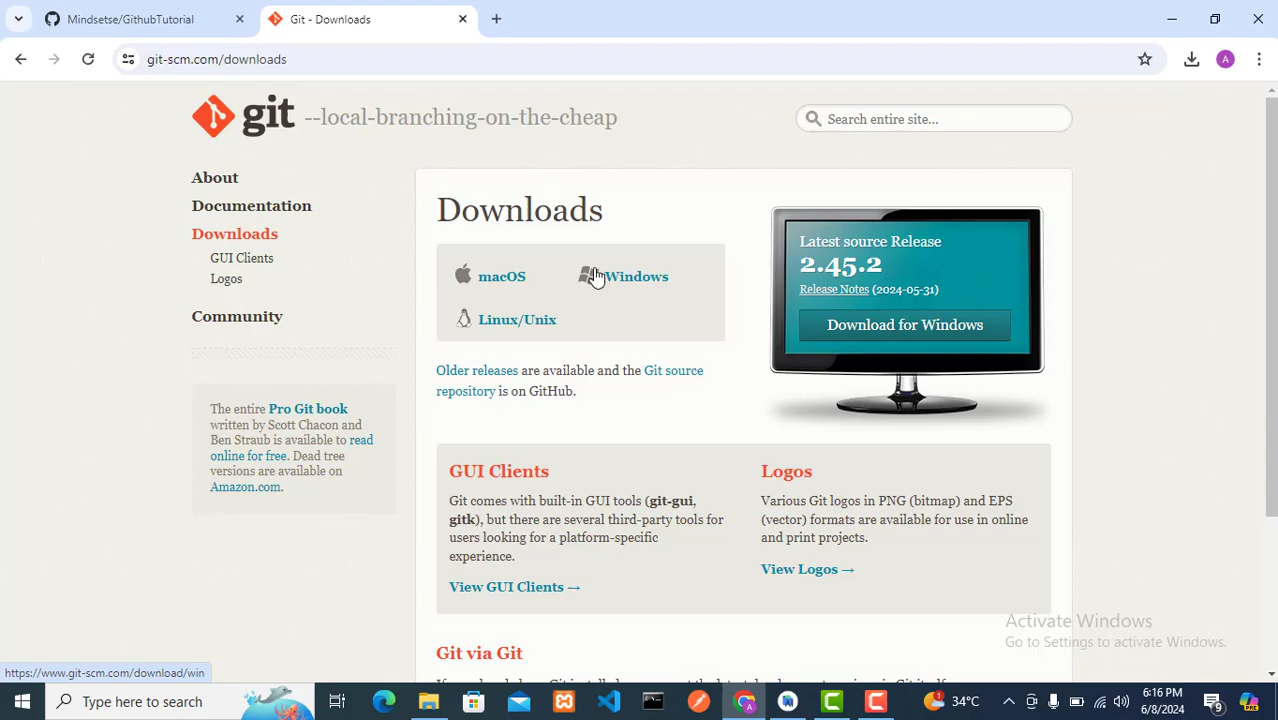 Mindsetse/GithubTutorial
Git - Downloads
git-scm.com/downloads
A
git --local-branching-on-the-cheap
Search entire site...
About
Documentation
Downloads
GUI Clients
Logos
Community
The entire Pro Git book
written by Scott Chacon and
Ben Straub is available to read
online for free. Dead tree
versions are available on
Amazon.com.
Downloads
macOS
Windows
Linux/Unix
Older releases are available and the Git source
repository is on GitHub.
Latest source Release
2.45.2
Release Notes (2024-05-31)
Download for Windows
GUI Clients
Git comes with built-in GUI tools (git-gui,
gitk), but there are several third-party tools for
users looking for a platform-specific
experience.
View GUI Clients →
Logos
Various Git logos in PNG (bitmap) and EPS
(vector) formats are available for use in online
and print projects.
View Logos →
Git via Git
Activate Windows
Go to Settings to activate Windows.
https://www.git-scm.com/download/win
Type here to search
34°C
6:16 PM
6/8/2024